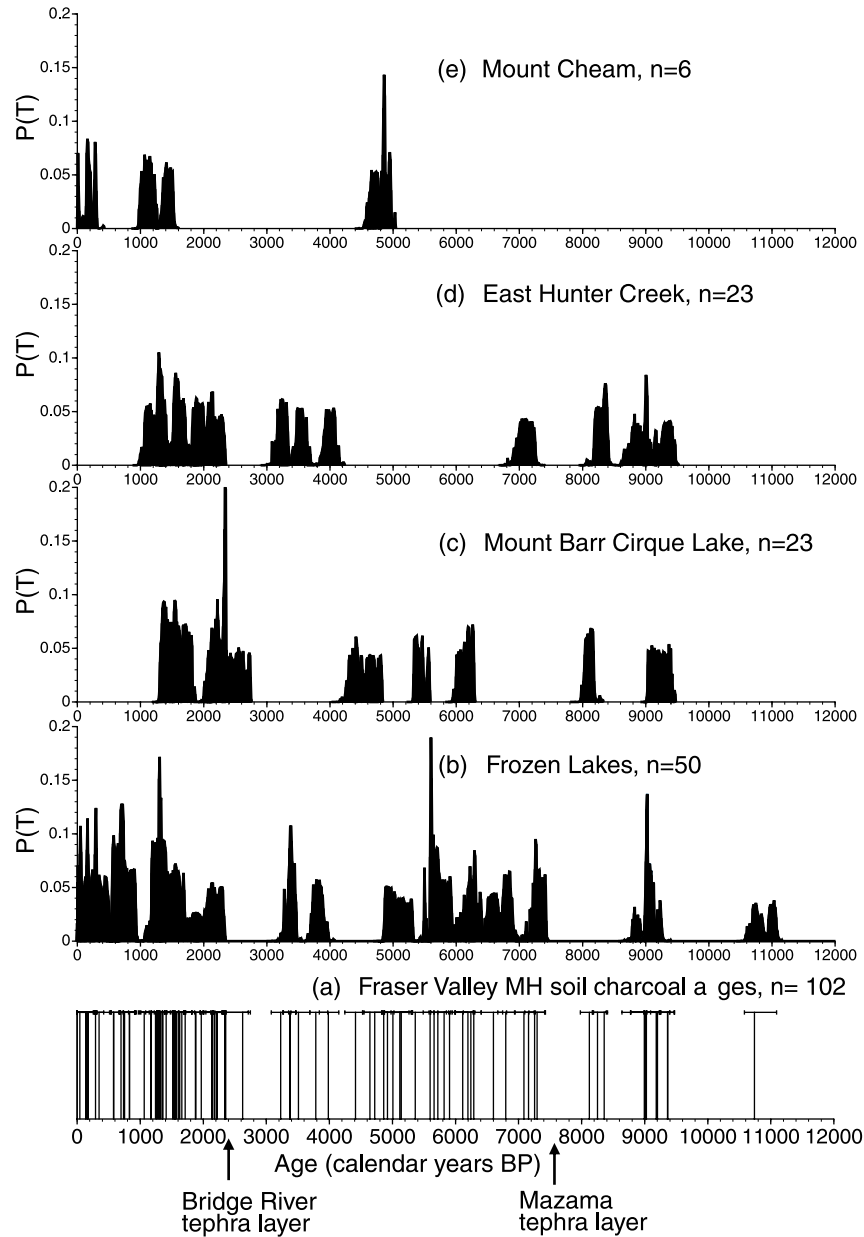 0.2
(e) Mount Cheam, n=6
0.15
P(T)
0.1
0.05
0
0 1000 2000 3000 4000 5000 6000 7000 8000 9000 10000 11000 12000
0.2
(d) East Hunter Creek, n=23
0.15
P(T)
0.1
0.05
0
0 1000 2000 3000 4000 5000 6000 7000 8000 9000 10000 11000 12000
0.2
(c) Mount Barr Cirque Lake, n=23
0.15
P(T)
0.1
0.05
0
0 1000 2000 3000 4000 5000 6000 7000 8000 9000 10000 11000 12000
0.2
(b) Frozen Lakes, n=50
0.15
P(T)
0.1
0.05
0
0 1000 2000 3000 4000 5000 6000 7000 8000 9000 10000 11000 12000
(a) Fraser Valley MH soil charcoal a ges, n= 102
0 1000 2000 3000 4000 5000 6000 7000 8000 9000 10000 11000 12000
Age (calendar years BP)
Bridge River
tephra layer
Mazama
tephra layer